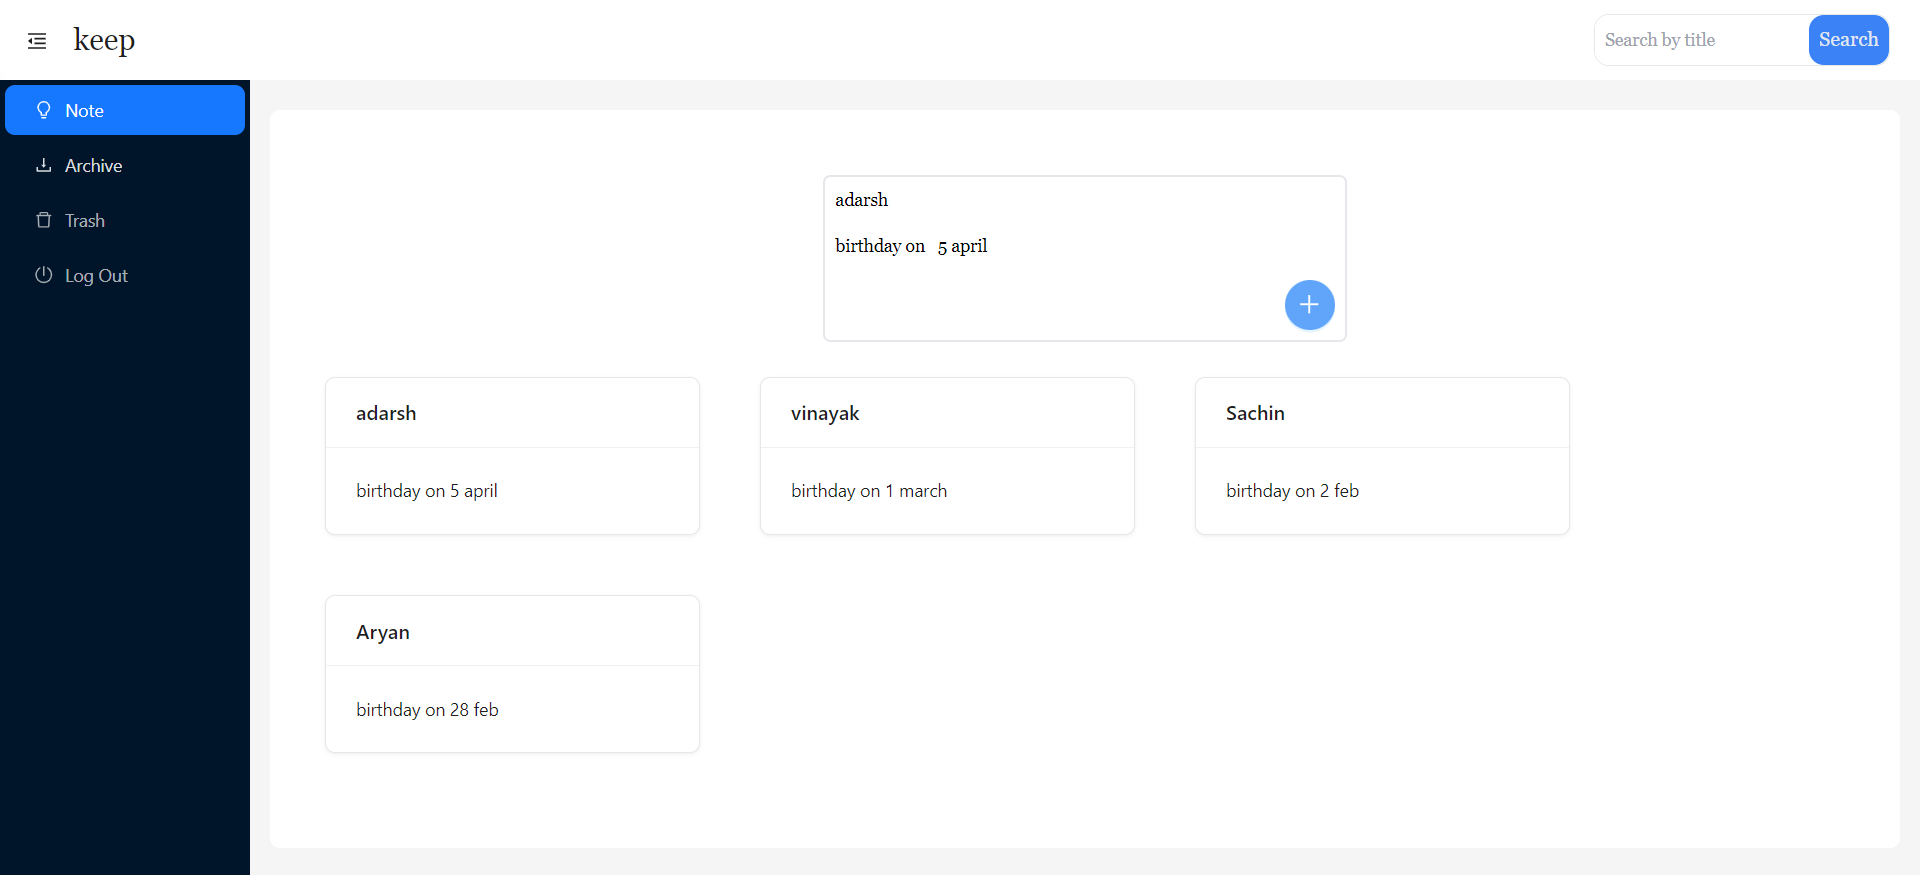 keep
Search by title
Search
Note
Archive
Trash
Log Out
adarsh
birthday on 5 april
adarsh
birthday on 5 april
vinayak
birthday on 1 march
Sachin
birthday on 2 feb
Aryan
birthday on 28 feb